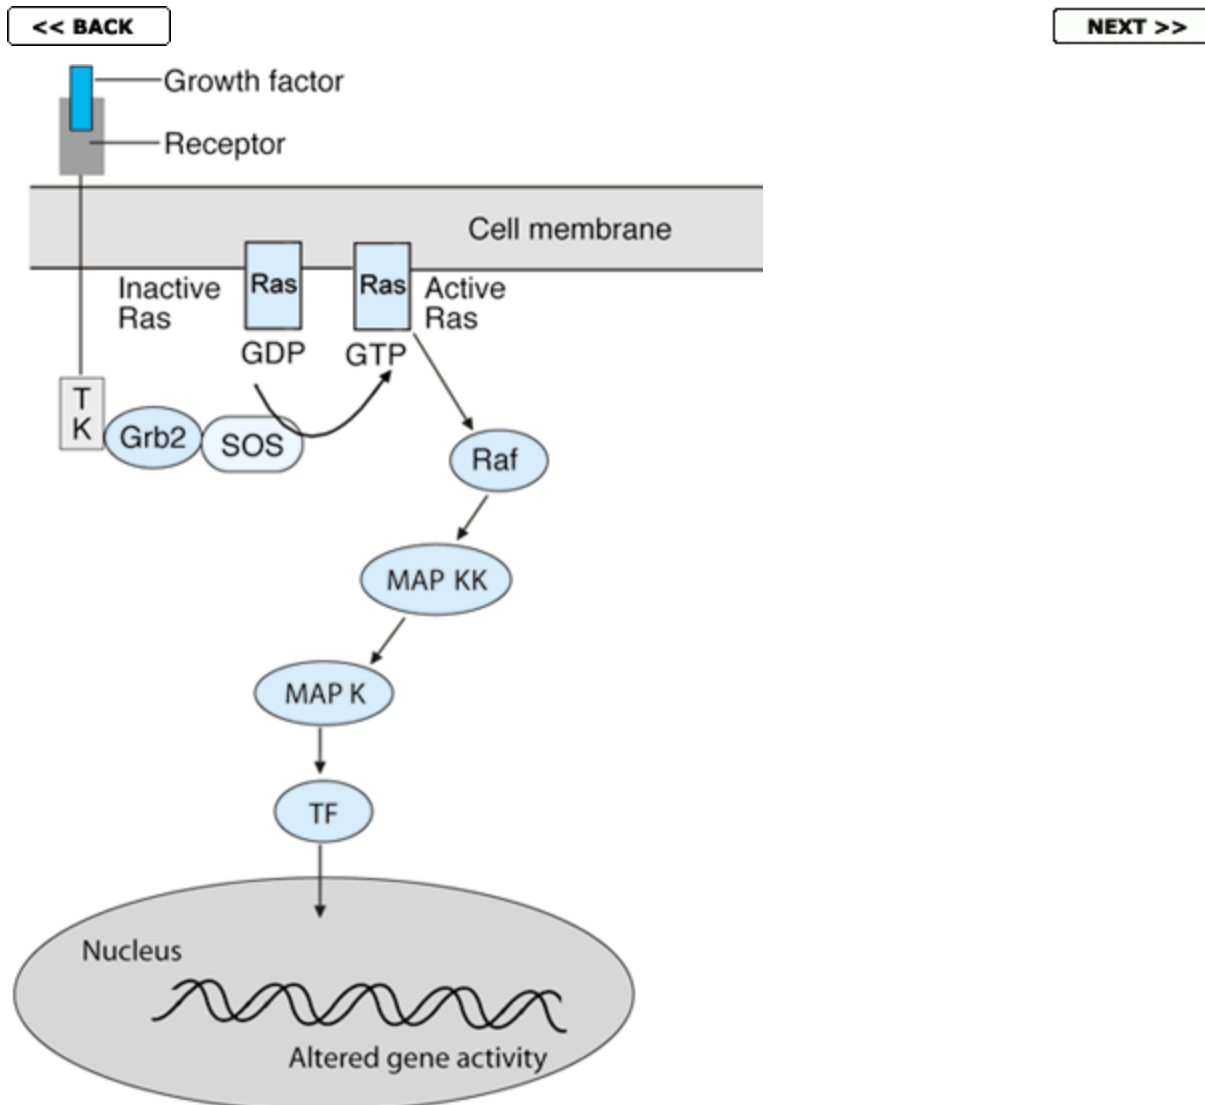 << BACK
NEXT >>
Growth factor
Receptor
Cell membrane
Inactive
Ras
Ras
Ras
Active
Ras
GDP
GTP
T
K
Grb2
SOS
Raf
MAP KK
MAP K
TF
Nucleus
Altered gene activity